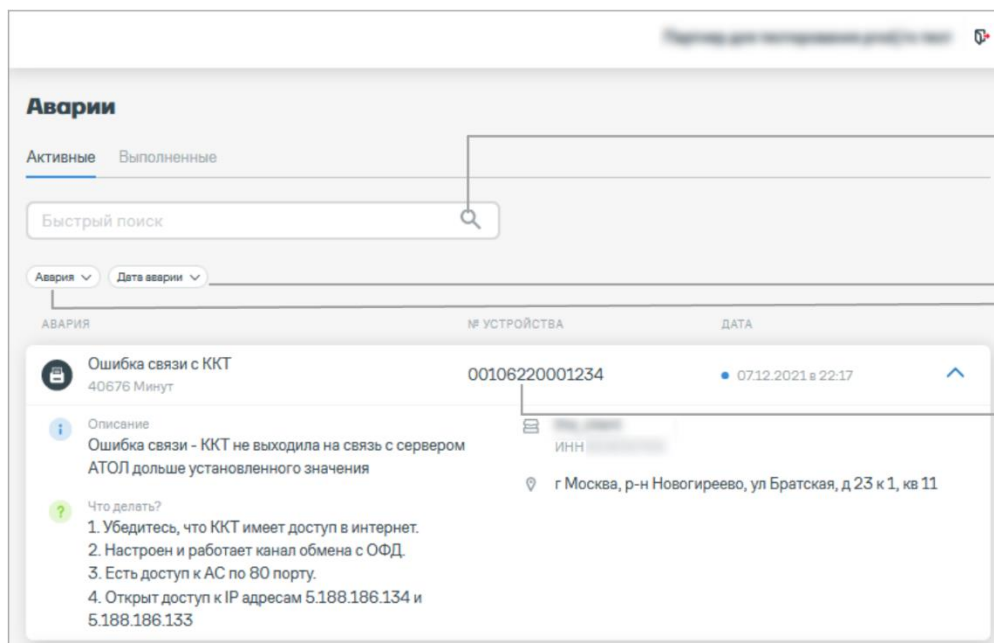 Аварии
Активные Выполненные
Быстрый поиск
Авария Дата аварии
АВАРИЯ № УСТРОЙСТВА ДАТА
Ошибка связи с ККТ
40676 Минут
00106220001234
07.12.2021 в 22:17
Описание
Ошибка связи - ККТ не выходила на связь с сервером
АТОЛ дольше установленного значения
ИНН
г Москва, р-н Новогиреево, ул Братская, д 23 к 1, кв 11
Что делать?
1. Убедитесь, что ККТ имеет доступ в интернет.
2. Настроен и работает канал обмена с ОФД.
3. Есть доступ к АС по 80 порту.
4. Открыт доступ к IP адресам 5.188.186.134 и
5.188.186.133